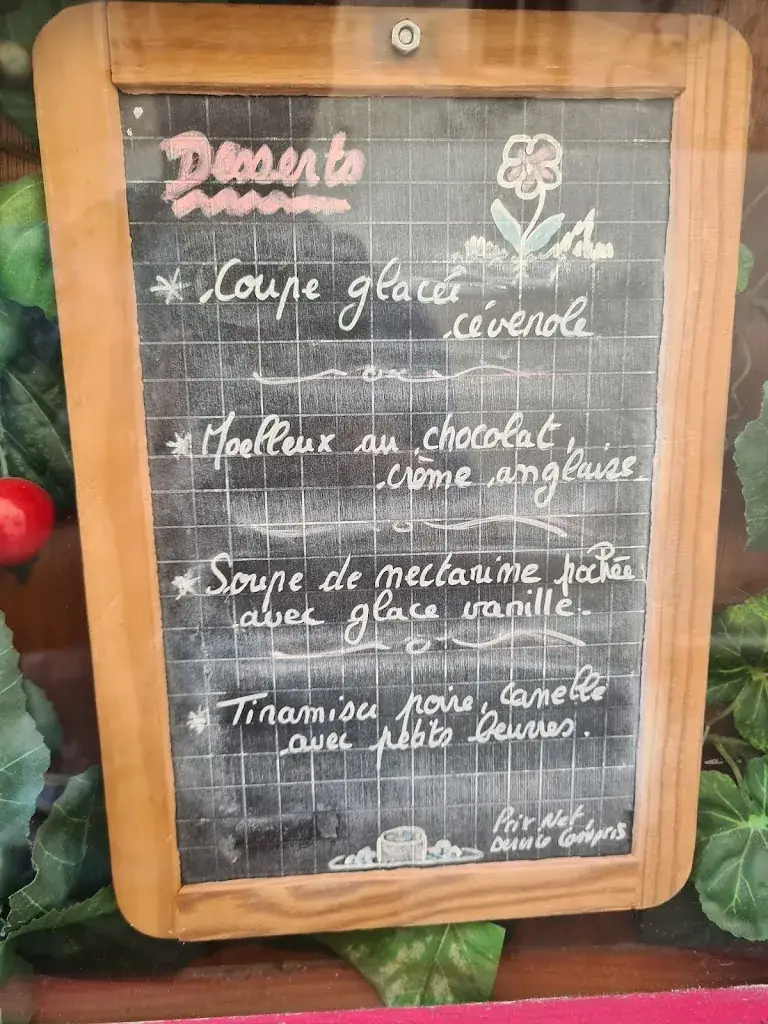 Desserts
* Coupe glacée
cévenole
* Moelleux au chocolat,
crème anglaise
* Soupe de nectarine pochée
avec glace vanille.
* Tiramisu poire, canelle
avec petits beurres.
Prix Net
Service Compris